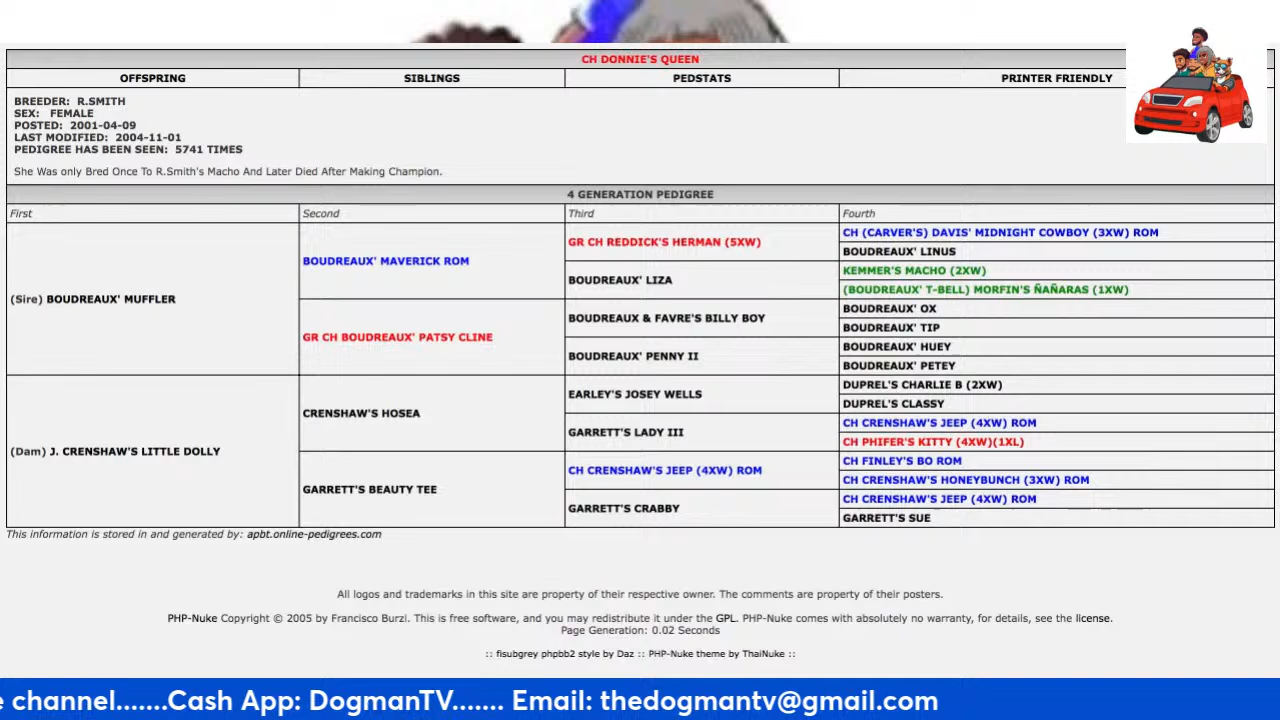 CH DONNIE'S QUEEN
OFFSPRING SIBLINGS PEDSTATS PRINTER FRIENDLY
BREEDER: R.SMITH
SEX: FEMALE
POSTED: 2001-04-09
LAST MODIFIED: 2004-11-01
PEDIGREE HAS BEEN SEEN: 5741 TIMES
She Was only Bred Once To R.Smith's Macho And Later Died After Making Champion.
4 GENERATION PEDIGREE
First Second Third Fourth
(Sire) BOUDREAUX' MUFFLER
BOUDREAUX' MAVERICK ROM
GR CH REDDICK'S HERMAN (5XW)
CH (CARVER'S) DAVIS' MIDNIGHT COWBOY (3XW) ROM
BOUDREAUX' LINUS
BOUDREAUX' LIZA
KEMMER'S MACHO (2XW)
(BOUDREAUX' T-BELL) MORFIN'S ÑAÑARAS (1XW)
GR CH BOUDREAUX' PATSY CLINE
BOUDREAUX & FAVRE'S BILLY BOY
BOUDREAUX' OX
BOUDREAUX' TIP
BOUDREAUX' PENNY II
BOUDREAUX' HUEY
BOUDREAUX' PETEY
(Dam) J. CRENSHAW'S LITTLE DOLLY
CRENSHAW'S HOSEA
EARLEY'S JOSEY WELLS
DUPREL'S CHARLIE B (2XW)
DUPREL'S CLASSY
GARRETT'S LADY III
CH CRENSHAW'S JEEP (4XW) ROM
CH PHIFER'S KITTY (4XW)(1XL)
GARRETT'S BEAUTY TEE
CH CRENSHAW'S JEEP (4XW) ROM
CH FINLEY'S BO ROM
CH CRENSHAW'S HONEYBUNCH (3XW) ROM
GARRETT'S CRABBY
CH CRENSHAW'S JEEP (4XW) ROM
GARRETT'S SUE
This information is stored in and generated by: apbt.online-pedigrees.com
All logos and trademarks in this site are property of their respective owner. The comments are property of their posters.
PHP-Nuke Copyright © 2005 by Francisco Burzi. This is free software, and you may redistribute it under the GPL. PHP-Nuke comes with absolutely no warranty, for details, see the license.
Page Generation: 0.02 Seconds
:: fisubgrey phpbb2 style by Daz :: PHP-Nuke theme by ThaiNuke ::
e channel.......Cash App: DogmanTV....... Email: thedogmantv@gmail.com